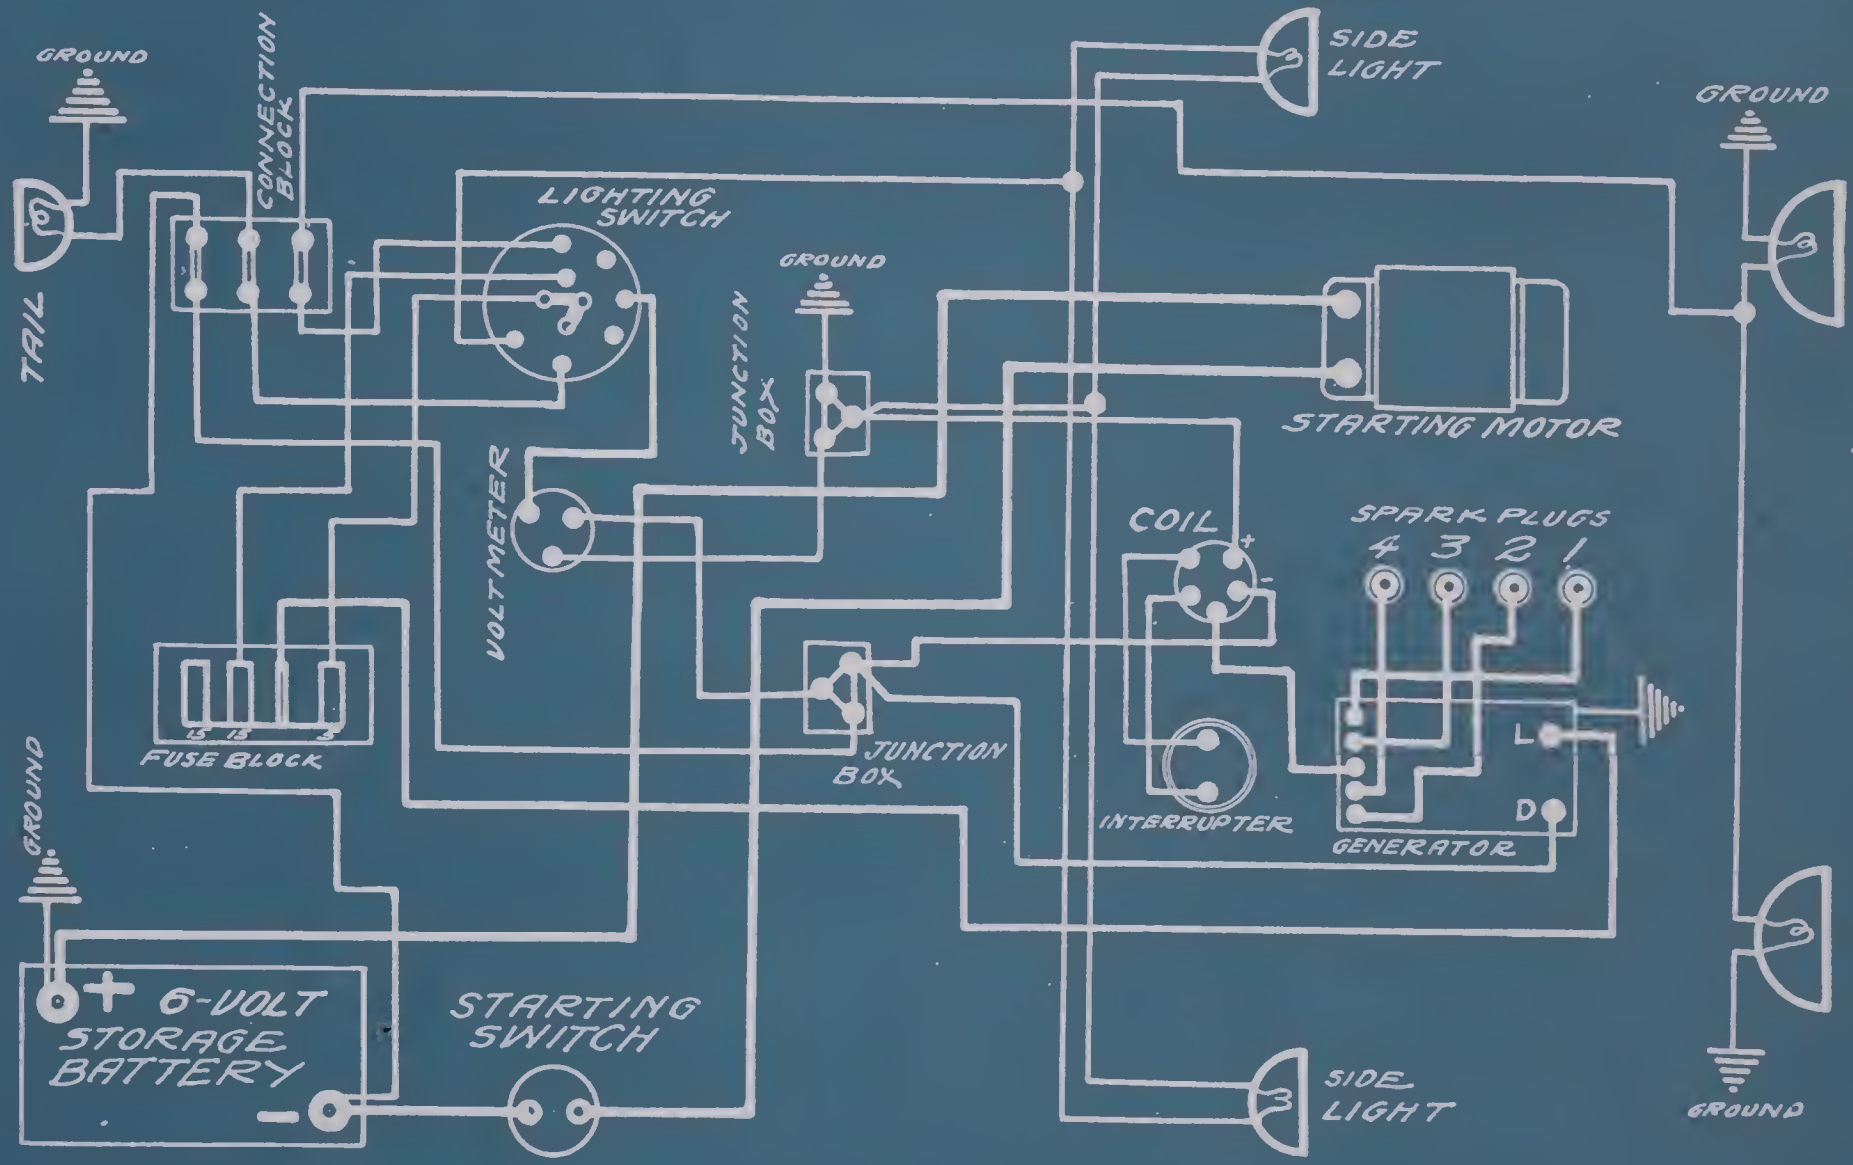 GROUND
CONNECTION
BLOCK
SIDE
LIGHT
GROUND
LIGHTING
SWITCH
TAIL
GROUND
JUNCTION
BOX
STARTING MOTOR
VOLTMETER
COIL
+
-
SPARK PLUGS
4 3 2 1
15 15 5
FUSE BLOCK
JUNCTION
BOX
L
D
INTERRUPTER
GENERATOR
GROUND
+ 6-VOLT
STORAGE
BATTERY
-
STARTING
SWITCH
SIDE
LIGHT
GROUND